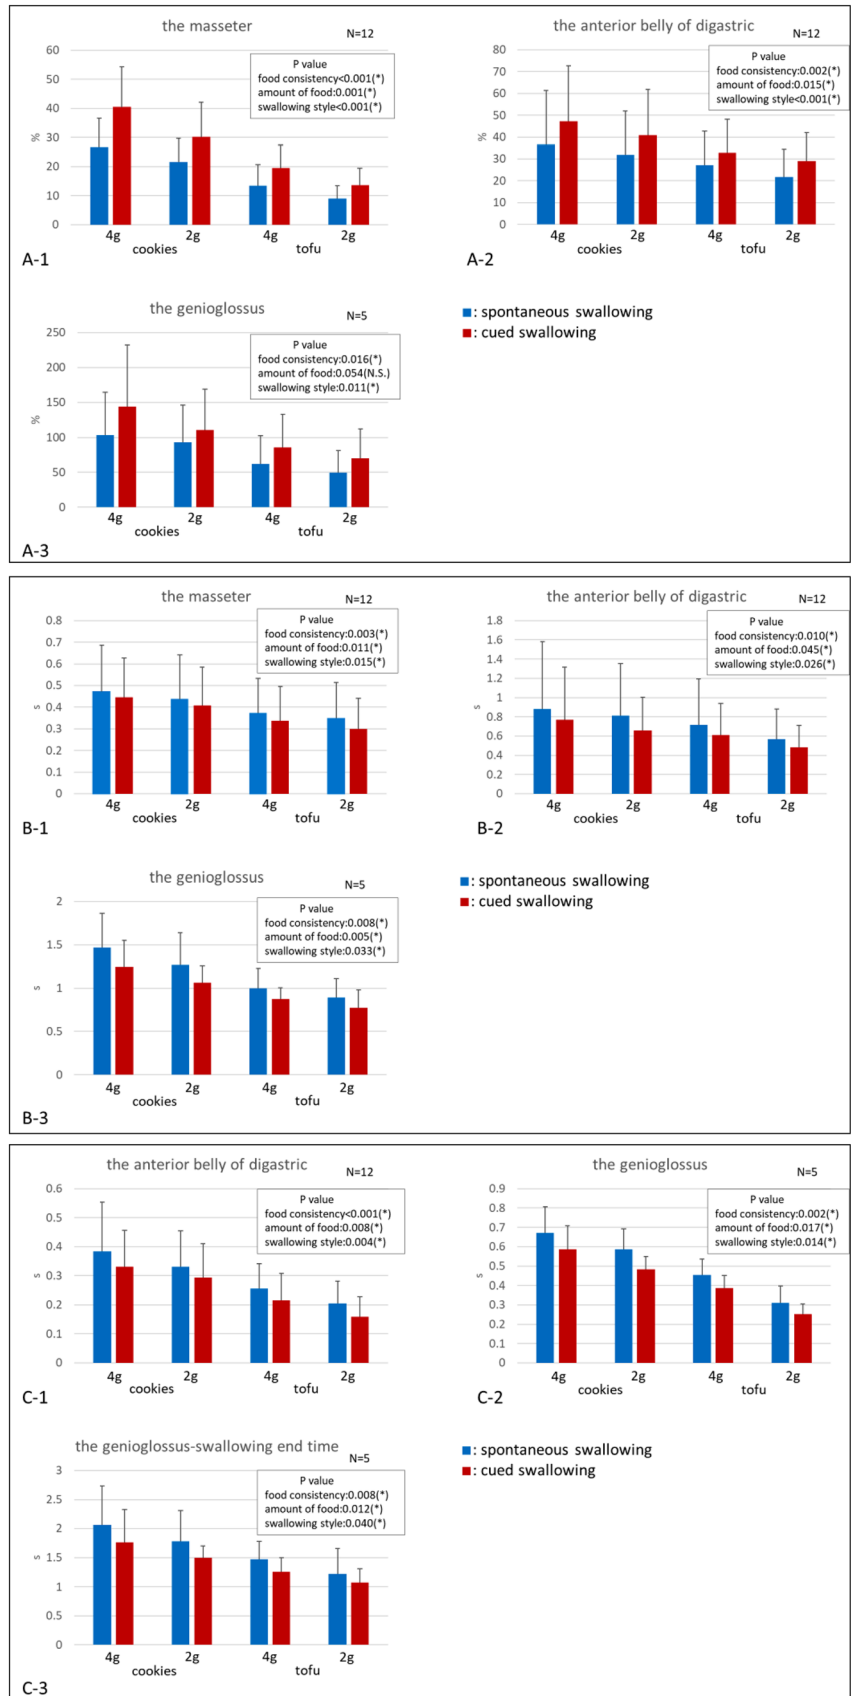 the masseter
N=12
P value
food consistency<0.001(*)
amount of food:0.001(*)
swallowing style<0.001(*)
60
50
40
30
20
10
0
%
4g
2g
4g
2g
cookies
tofu
A-1
the anterior belly of digastric
N=12
P value
food consistency:0.002(*)
amount of food:0.015(*)
swallowing style<0.001(*)
80
70
60
50
40
30
20
10
0
%
4g
2g
4g
2g
cookies
tofu
A-2
the genioglossus
N=5
P value
food consistency:0.016(*)
amount of food:0.054(N.S.)
swallowing style:0.011(*)
250
200
150
100
50
0
%
4g
2g
4g
2g
cookies
tofu
A-3
: spontaneous swallowing
: cued swallowing
the masseter
N=12
P value
food consistency:0.003(*)
amount of food:0.011(*)
swallowing style:0.015(*)
0.8
0.7
0.6
0.5
0.4
0.3
0.2
0.1
0
s
4g
2g
4g
2g
cookies
tofu
B-1
the anterior belly of digastric
N=12
P value
food consistency:0.010(*)
amount of food:0.045(*)
swallowing style:0.026(*)
1.8
1.6
1.4
1.2
1
0.8
0.6
0.4
0.2
0
s
4g
2g
4g
2g
cookies
tofu
B-2
the genioglossus
N=5
P value
food consistency:0.008(*)
amount of food:0.005(*)
swallowing style:0.033(*)
2
1.5
1
0.5
0
s
4g
2g
4g
2g
cookies
tofu
B-3
: spontaneous swallowing
: cued swallowing
the anterior belly of digastric
N=12
P value
food consistency<0.001(*)
amount of food:0.008(*)
swallowing style:0.004(*)
0.6
0.5
0.4
0.3
0.2
0.1
0
s
4g
2g
4g
2g
cookies
tofu
C-1
the genioglossus
N=5
P value
food consistency:0.002(*)
amount of food:0.017(*)
swallowing style:0.014(*)
0.9
0.8
0.7
0.6
0.5
0.4
0.3
0.2
0.1
0
s
4g
2g
4g
2g
cookies
tofu
C-2
the genioglossus-swallowing end time
N=5
P value
food consistency:0.008(*)
amount of food:0.012(*)
swallowing style:0.040(*)
3
2.5
2
1.5
1
0.5
0
s
4g
2g
4g
2g
cookies
tofu
C-3
: spontaneous swallowing
: cued swallowing